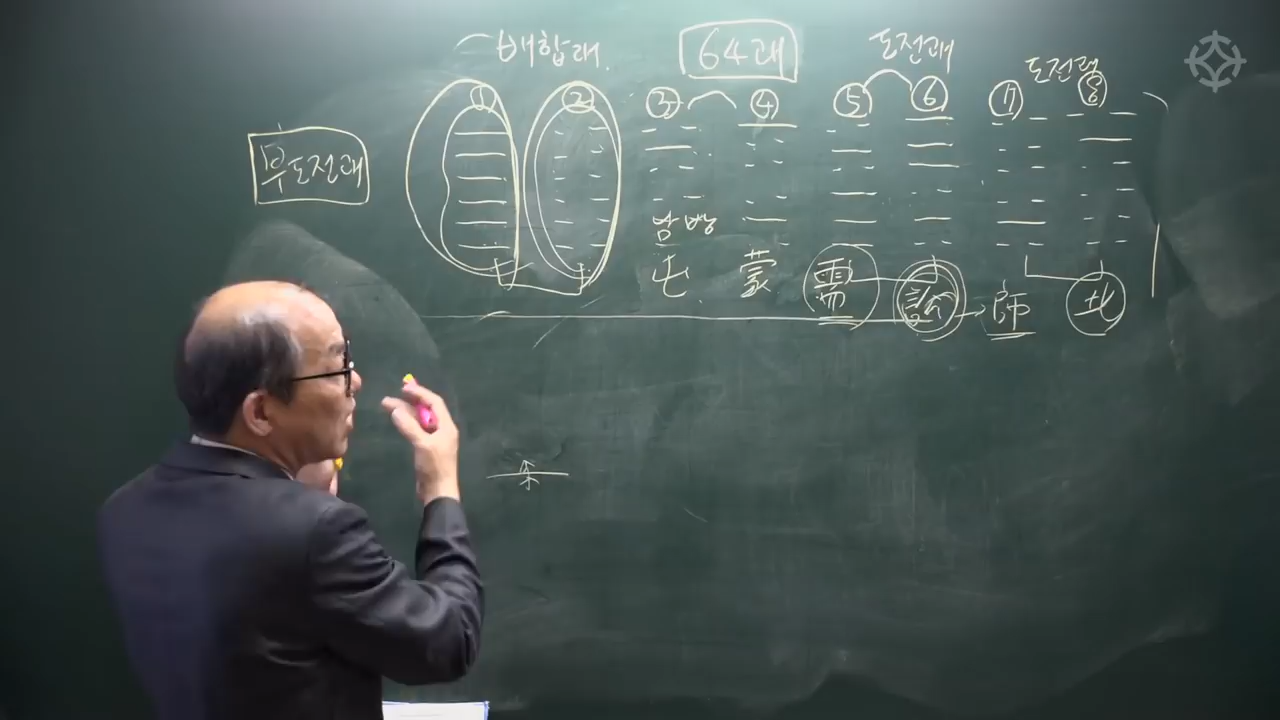 배합괘. 64괘 도전괘 도전괘
① ② ③ ④ ⑤ ⑥ ⑦ ⑧
부도전괘
屯 蒙 需 訟 → 師 比